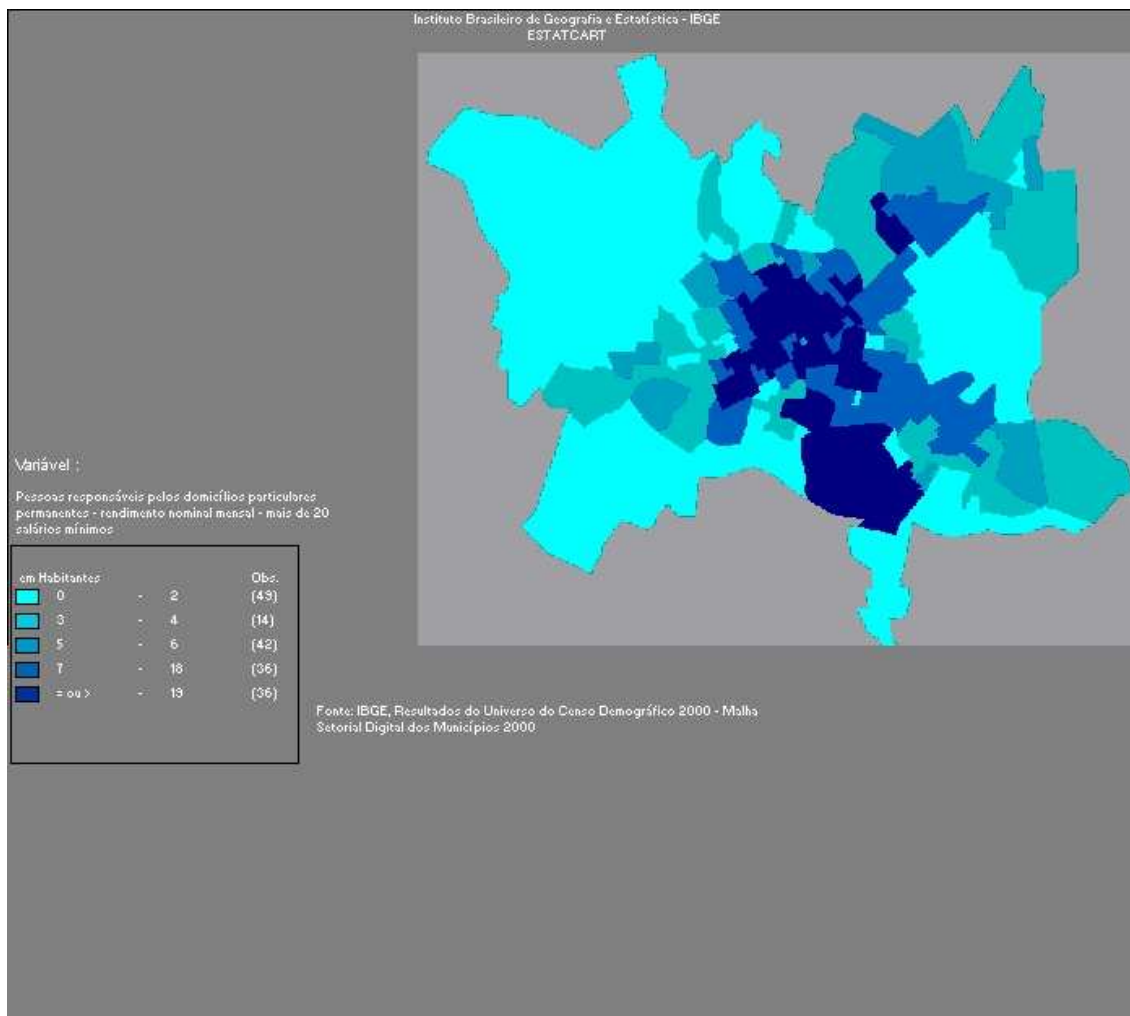 Instituto Brasileiro de Geografia e Estatística - IBGE
ESTATCART
Variável :
Pessoas responsáveis pelos domicílios particulares
permanentes - rendimento nominal mensal - mais de 20
salários mínimos
em Habitantes Obs.
0 - 2 (49)
3 - 4 (14)
5 - 6 (42)
7 - 18 (36)
= ou > - 19 (36)
Fonte: IBGE, Resultados do Universo do Censo Demográfico 2000 - Malha
Setorial Digital dos Municípios 2000